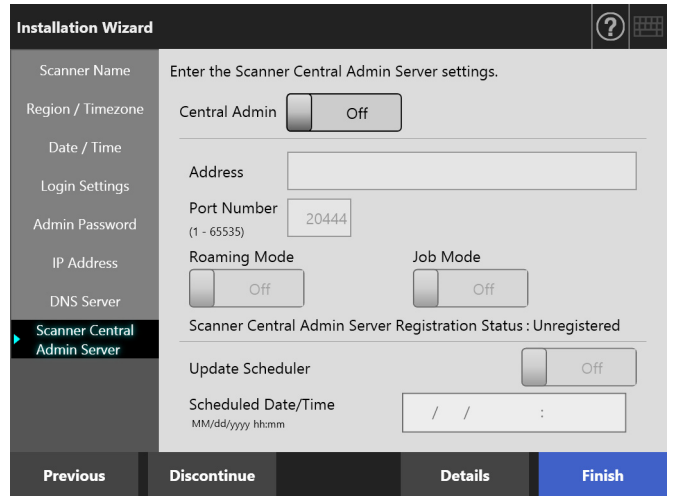 Installation Wizard
?
Scanner Name
Region / Timezone
Date / Time
Login Settings
Admin Password
IP Address
DNS Server
Scanner Central
Admin Server
Enter the Scanner Central Admin Server settings.
Central Admin Off
Address
Port Number 20444
(1 - 65535)
Roaming Mode Job Mode
Off Off
Scanner Central Admin Server Registration Status : Unregistered
Update Scheduler Off
Scheduled Date/Time / / :
MM/dd/yyyy hh:mm
Previous Discontinue Details Finish